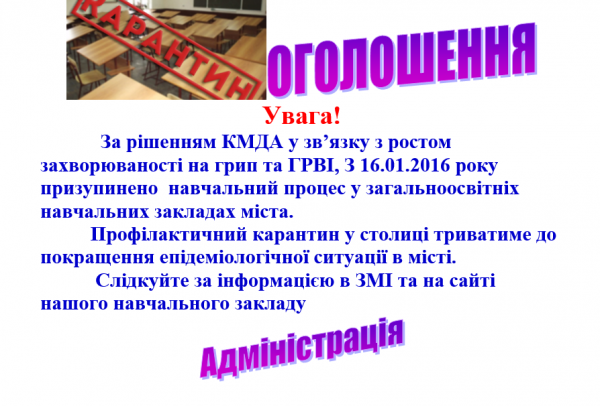 КАРАНТИН
ОГОЛОШЕННЯ
Увага!
За рішенням КМДА у зв’язку з ростом
захворюваності на грип та ГРВІ, З 16.01.2016 року
призупинено навчальний процес у загальноосвітніх
навчальних закладах міста.
Профілактичний карантин у столиці триватиме до
покращення епідеміологічної ситуації в місті.
Слідкуйте за інформацією в ЗМІ та на сайті
нашого навчального закладу
Адміністрація